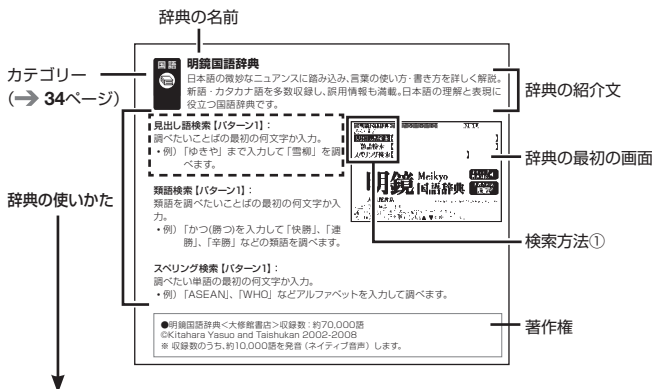 辞典の名前
カテゴリー
(→ 34ページ)
辞典の使いかた
国語
明鏡国語辞典
日本語の微妙なニュアンスに踏み込み、言葉の使い方・書き方を詳しく解説。
新語・カタカナ語を多数収録し、誤用情報も満載。日本語の理解と表現に
役立つ国語辞典です。
辞典の紹介文
見出し語検索【パターン1】：
調べたいことばの最初の何文字か入力。
・例）「ゆきや」まで入力して「雪柳」を調
べます。
類語検索【パターン1】：
類語を調べたいことばの最初の何文字か入
力。
・例）「かつ(勝つ)を入力して「快勝」、「連
勝」、「辛勝」などの類語を調べます。
スペリング検索【パターン1】：
調べたい単語の最初の何文字か入力。
・例）「ASEAN」、「WHO」などアルファベットを入力して調べます。
類語検索
スペリング検索
明鏡 Meikyo
国語辞典
辞典の最初の画面
検索方法①
●明鏡国語辞典<大修館書店>収録数：約70,000語
©Kitahara Yasuo and Taishukan 2002-2008
※ 収録数のうち、約10,000語を発音（ネイティブ音声）します。
著作権